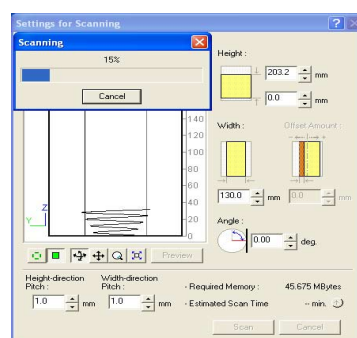 Settings for Scanning
Scanning
15%
Cancel
Height :
203.2 mm
0.0 mm
140
120
100
80
60
40
20
0
Z
Y
Width :
Offset Amount :
130.0 mm
0.0 mm
Angle :
0.00 deg.
Preview
Height-direction Pitch :
Width-direction Pitch :
1.0 mm
1.0 mm
- Required Memory : 45.675 MBytes
- Estimated Scan Time -- min.
Scan
Cancel